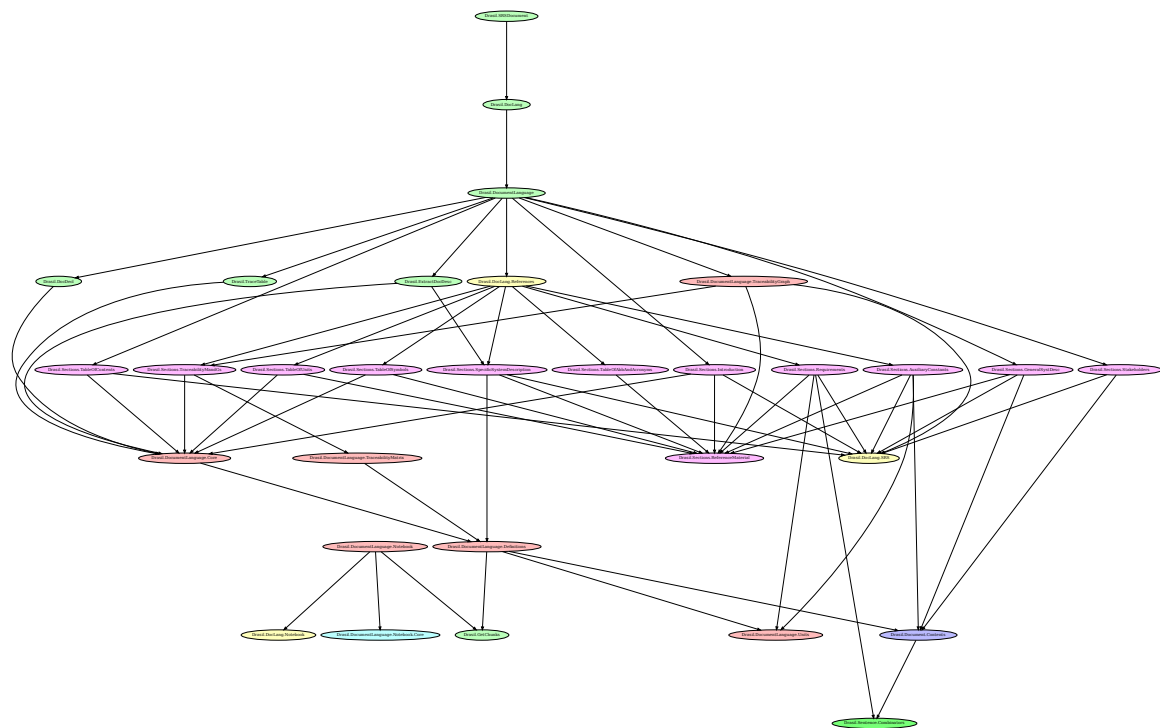 Drasil.SRSDocument
Drasil.DocLang
Drasil.DocumentLanguage
Drasil.DocDecl
Drasil.TraceTable
Drasil.ExtractDocDesc
Drasil.DocLang.References
Drasil.DocumentLanguage.TraceabilityGraph
Drasil.Sections.TableOfContents
Drasil.Sections.TraceabilityMandGs
Drasil.Sections.TableOfUnits
Drasil.Sections.TableOfSymbols
Drasil.Sections.SpecificSystemDescription
Drasil.Sections.TableOfAbbAndAcronyms
Drasil.Sections.Introduction
Drasil.Sections.Requirements
Drasil.Sections.AuxiliaryConstants
Drasil.Sections.GeneralSystDesc
Drasil.Sections.Stakeholders
Drasil.DocumentLanguage.Core
Drasil.DocumentLanguage.TraceabilityMatrix
Drasil.Sections.ReferenceMaterial
Drasil.DocLang.SRS
Drasil.DocumentLanguage.Notebook
Drasil.DocumentLanguage.Definitions
Drasil.DocLang.Notebook
Drasil.DocumentLanguage.Notebook.Core
Drasil.GetChunks
Drasil.DocumentLanguage.Units
Drasil.Document.Contents
Drasil.Sentence.Combinators